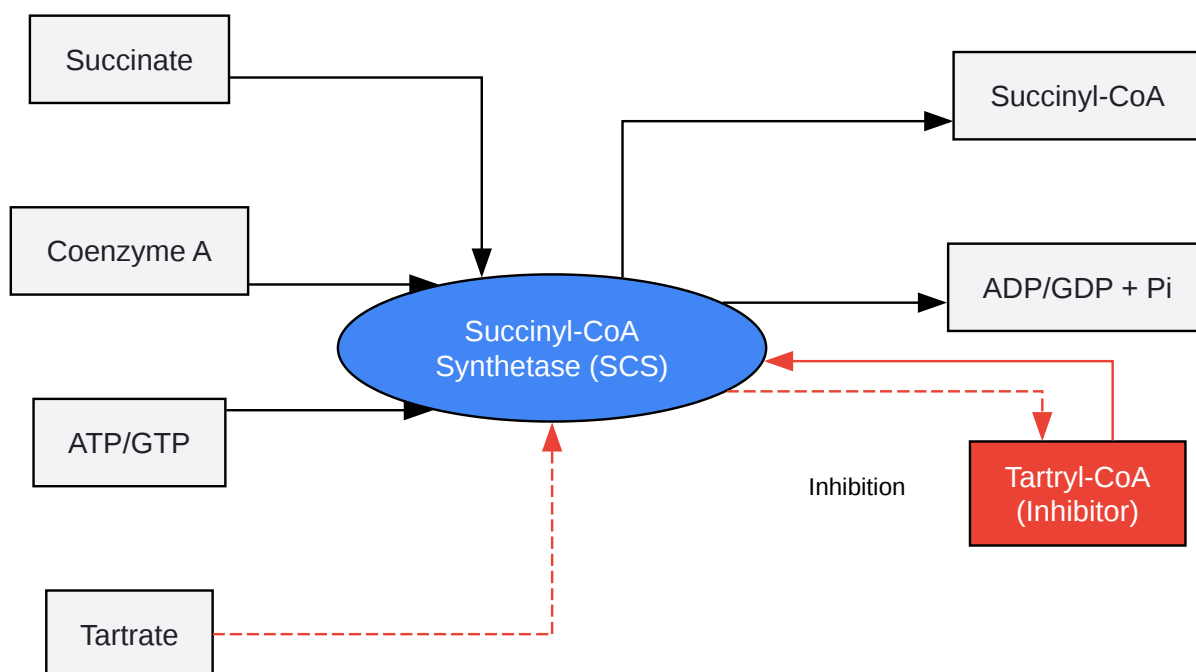 Succinate
Succinyl-CoA
Coenzyme A
ADP/GDP + Pi
Succinyl-CoA
Synthetase (SCS)
ATP/GTP
Inhibition
Tartryl-CoA
(Inhibitor)
Tartrate